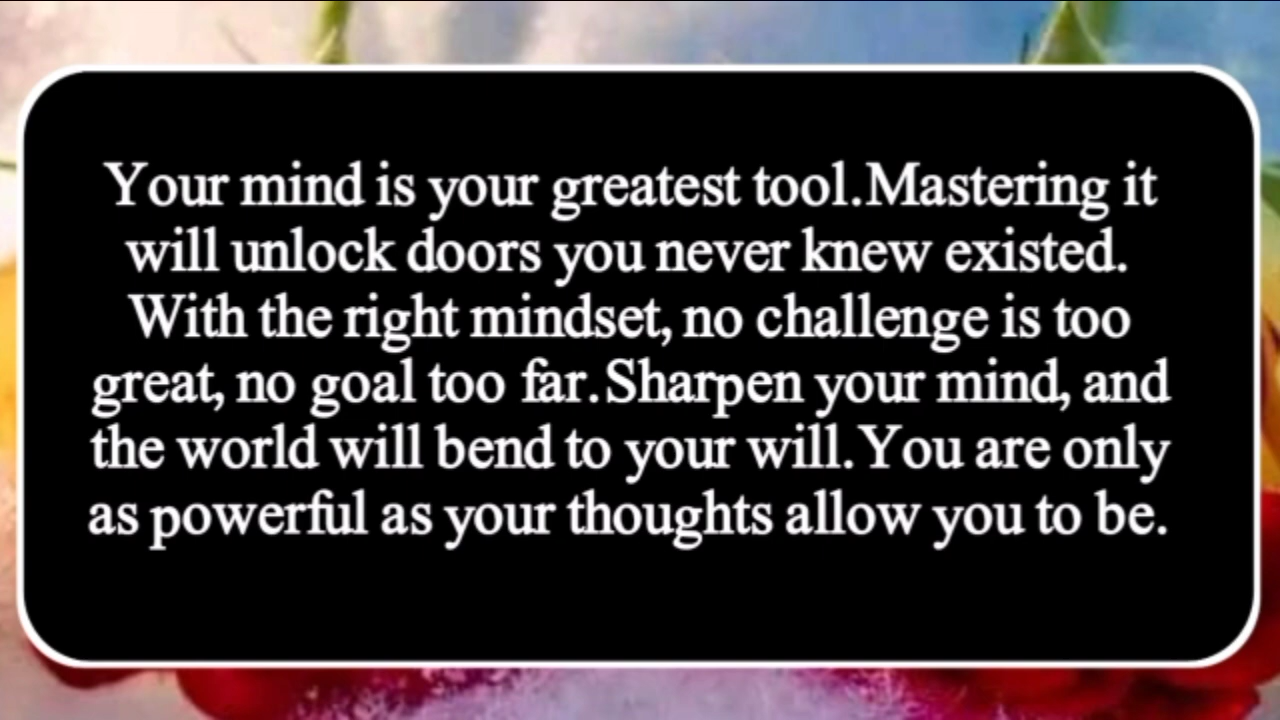 Your mind is your greatest tool.Mastering it
will unlock doors you never knew existed.
With the right mindset, no challenge is too
great, no goal too far.Sharpen your mind, and
the world will bend to your will.You are only
as powerful as your thoughts allow you to be.